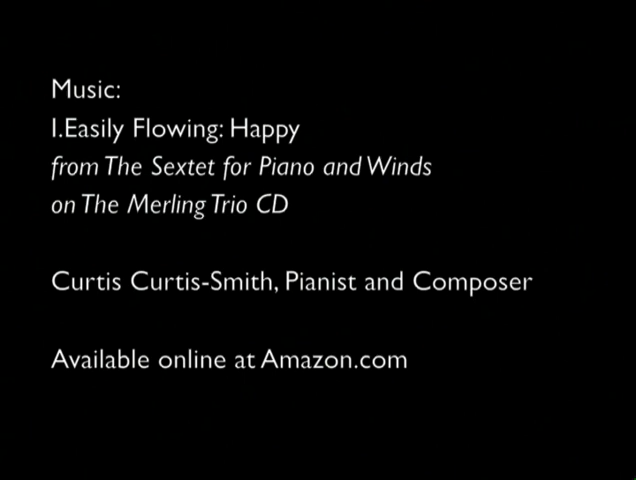 Music:
I.Easily Flowing: Happy
from The Sextet for Piano and Winds
on The Merling Trio CD
Curtis Curtis-Smith, Pianist and Composer
Available online at Amazon.com